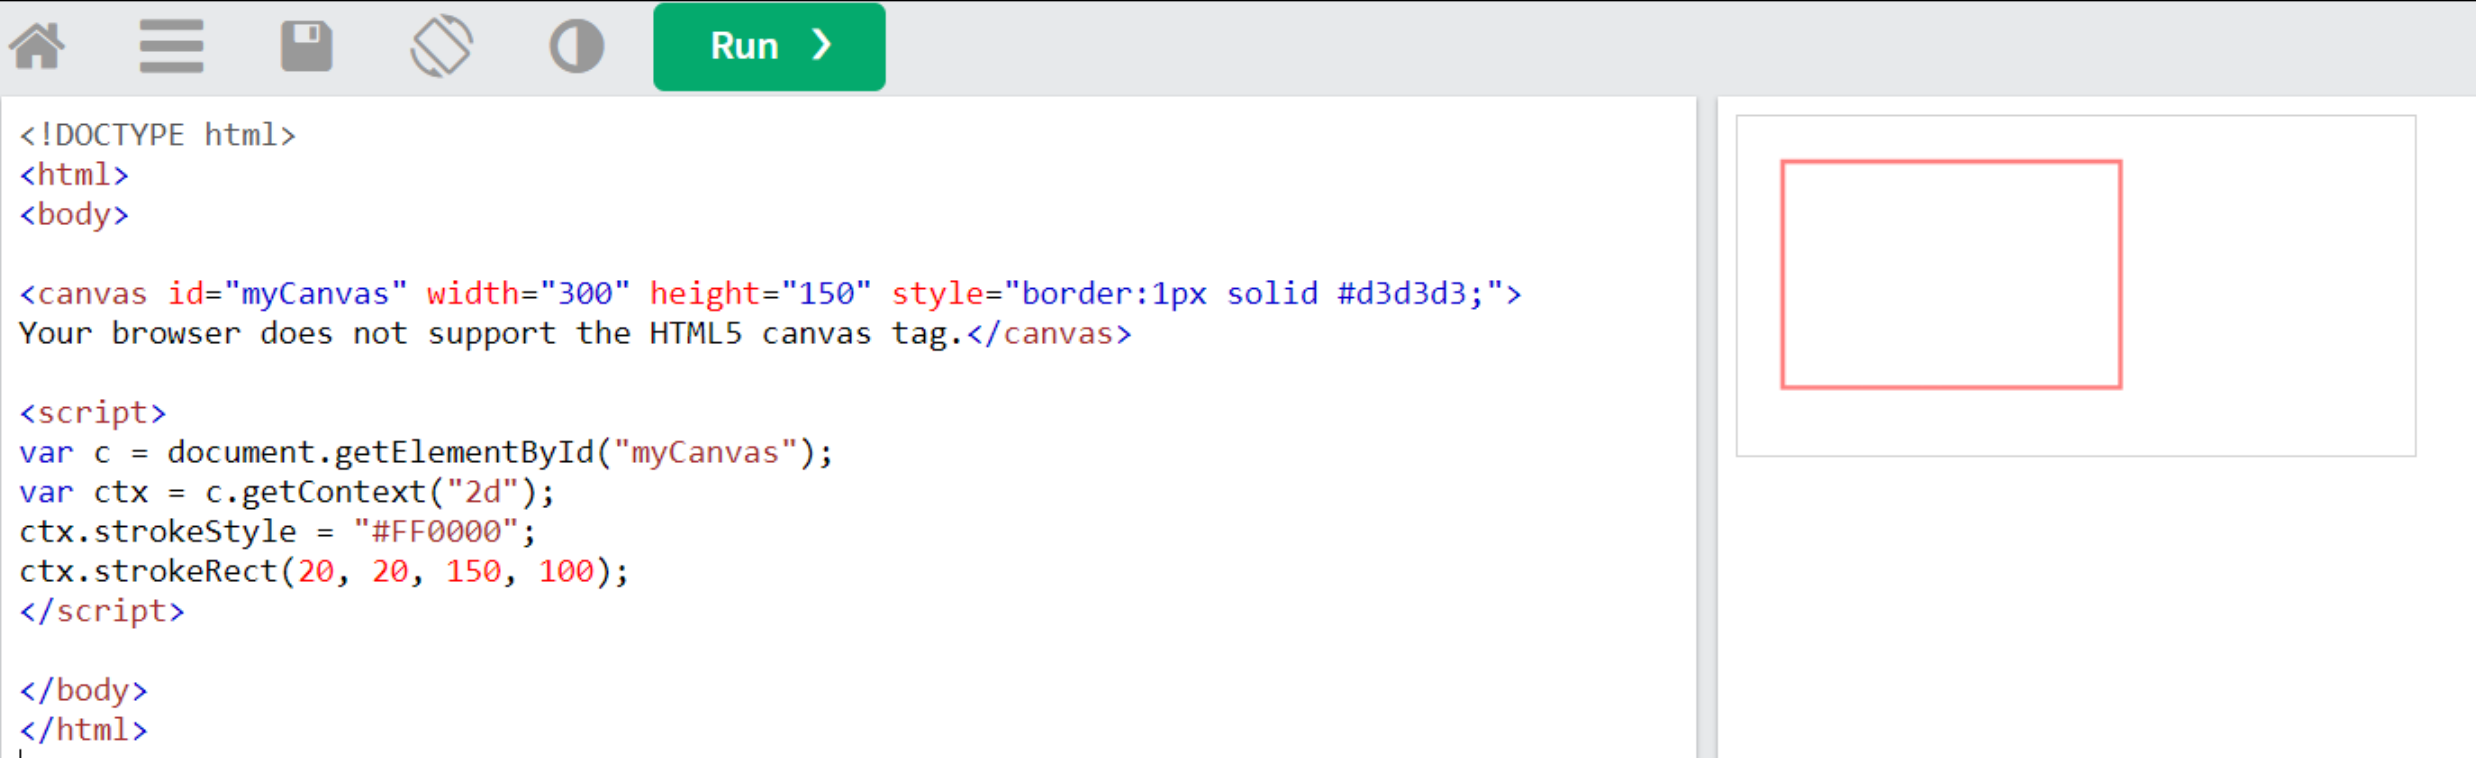 Run ❯
<!DOCTYPE html>
<html>
<body>
<canvas id="myCanvas" width="300" height="150" style="border:1px solid #d3d3d3;">
Your browser does not support the HTML5 canvas tag.</canvas>
<script>
var c = document.getElementById("myCanvas");
var ctx = c.getContext("2d");
ctx.strokeStyle = "#FF0000";
ctx.strokeRect(20, 20, 150, 100);
</script>
</body>
</html>